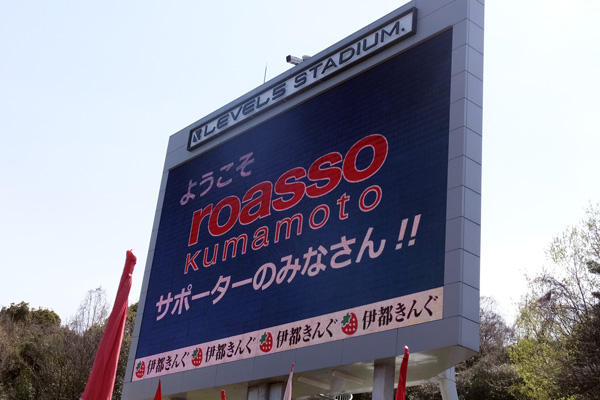 LEVEL5 STADIUM.
ようこそ
roasso
KUMAMOTO
サポーターのみなさん!!
伊都きんぐ 伊都きんぐ 伊都きんぐ 伊都きんぐ